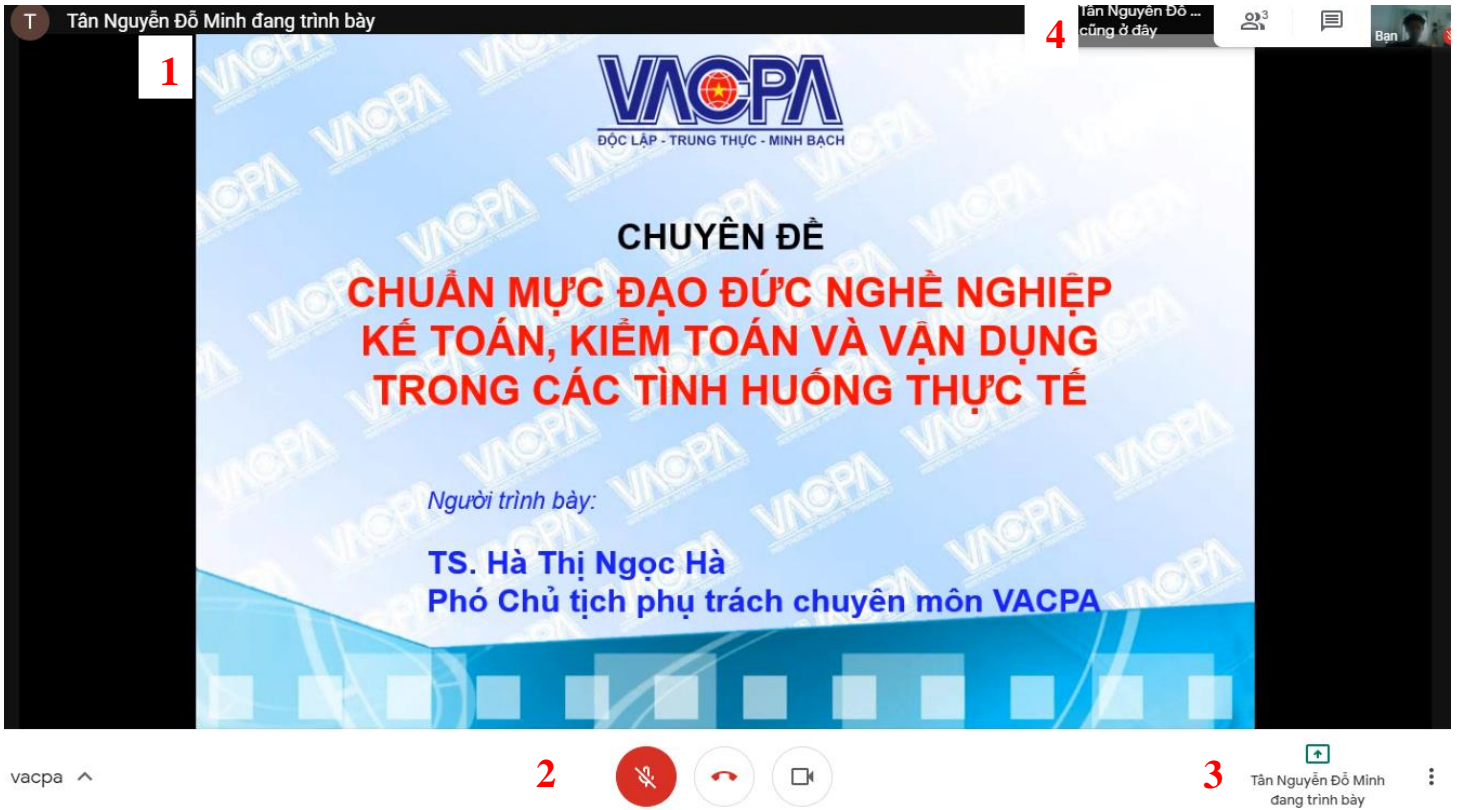 T Tân Nguyễn Đỗ Minh đang trình bày
1
4
Tân Nguyễn Đỗ ...
cũng ở đây
3
Bạn
VACPA
ĐỘC LẬP - TRUNG THỰC - MINH BẠCH
CHUYÊN ĐỀ
CHUẨN MỰC ĐẠO ĐỨC NGHỀ NGHIỆP
KẾ TOÁN, KIỂM TOÁN VÀ VẬN DỤNG
TRONG CÁC TÌNH HUỐNG THỰC TẾ
Người trình bày:
TS. Hà Thị Ngọc Hà
Phó Chủ tịch phụ trách chuyên môn VACPA
vacpa
2
3
Tân Nguyễn Đỗ Minh
đang trình bày